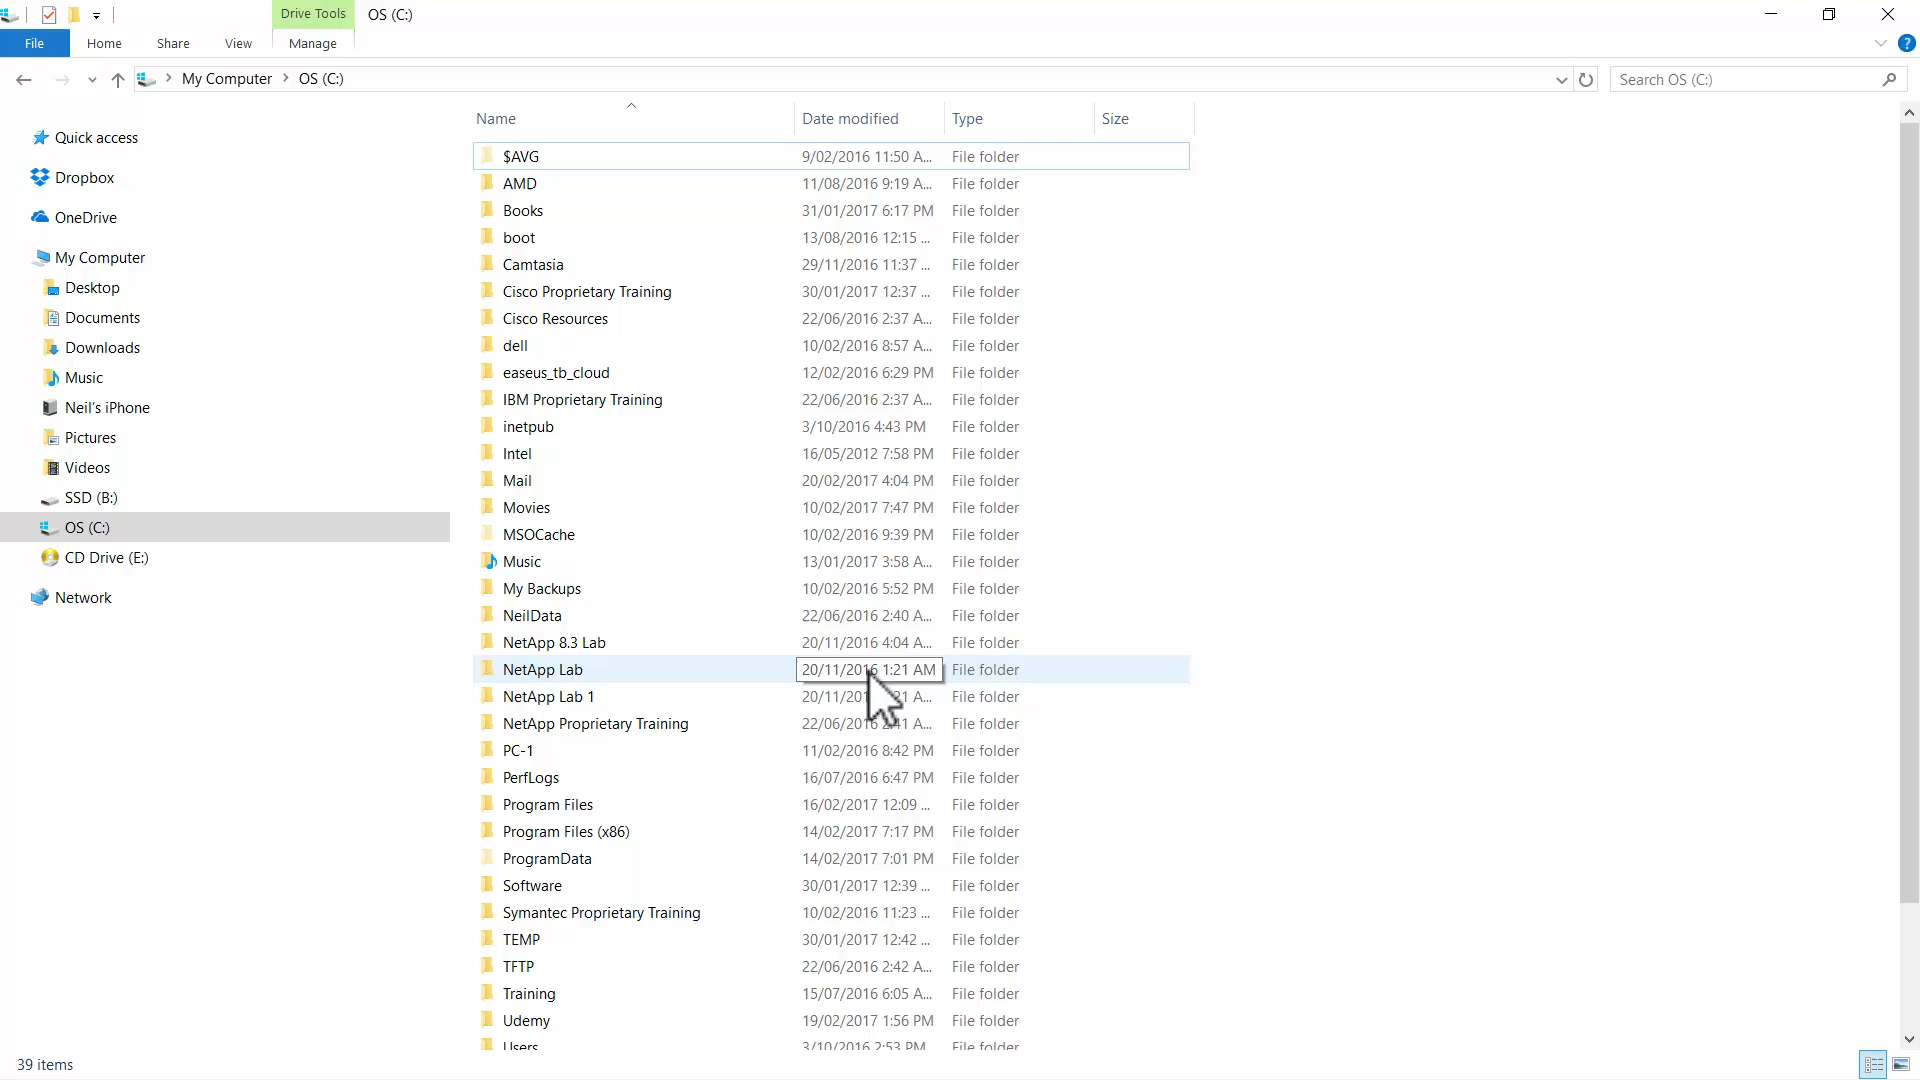 Drive Tools OS (C:)
File Home Share View Manage
My Computer OS (C:) Search OS (C:)
Name Date modified Type Size
Quick access
Dropbox
OneDrive
My Computer
Desktop
Documents
Downloads
Music
Neil's iPhone
Pictures
Videos
SSD (B:)
OS (C:)
CD Drive (E:)
Network
$AVG 9/02/2016 11:50 A... File folder
AMD 11/08/2016 9:19 A... File folder
Books 31/01/2017 6:17 PM File folder
boot 13/08/2016 12:15 ... File folder
Camtasia 29/11/2016 11:37 ... File folder
Cisco Proprietary Training 30/01/2017 12:37 ... File folder
Cisco Resources 22/06/2016 2:37 A... File folder
dell 10/02/2016 8:57 A... File folder
easeus_tb_cloud 12/02/2016 6:29 PM File folder
IBM Proprietary Training 22/06/2016 2:37 A... File folder
inetpub 3/10/2016 4:43 PM File folder
Intel 16/05/2012 7:58 PM File folder
Mail 20/02/2017 4:04 PM File folder
Movies 10/02/2017 7:47 PM File folder
MSOCache 10/02/2016 9:39 PM File folder
Music 13/01/2017 3:58 A... File folder
My Backups 10/02/2016 5:52 PM File folder
NeilData 22/06/2016 2:40 A... File folder
NetApp 8.3 Lab 20/11/2016 4:04 A... File folder
NetApp Lab 20/11/2016 1:21 AM File folder
NetApp Lab 1 A... File folder
NetApp Proprietary Training A... File folder
PC-1 11/02/2016 8:42 PM File folder
PerfLogs 16/07/2016 6:47 PM File folder
Program Files 16/02/2017 12:09 ... File folder
Program Files (x86) 14/02/2017 7:17 PM File folder
ProgramData 14/02/2017 7:01 PM File folder
Software 30/01/2017 12:39 ... File folder
Symantec Proprietary Training 10/02/2016 11:23 ... File folder
TEMP 30/01/2017 12:42 ... File folder
TFTP 22/06/2016 2:42 A... File folder
Training 15/07/2016 6:05 A... File folder
Udemy 19/02/2017 1:56 PM File folder
Users 3/10/2016 2:53 PM File folder
39 items